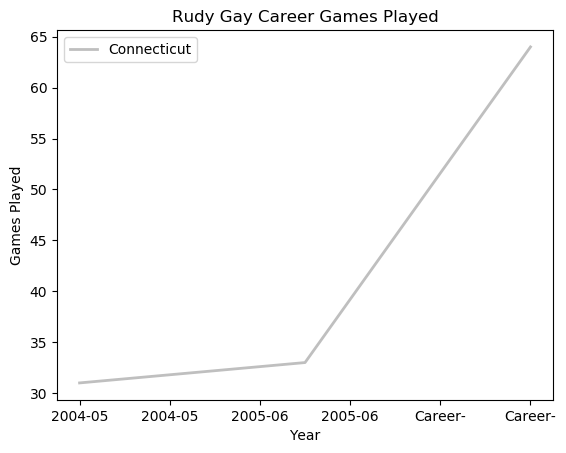 Rudy Gay Career Games Played
Connecticut
65
60
55
50
45
40
35
30
Games Played
2004-05 2004-05 2005-06 2005-06 Career- Career-
Year